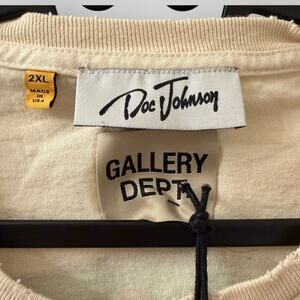 2XL
MADE
IN
USA
Doc Johnson
GALLERY
DEPT.